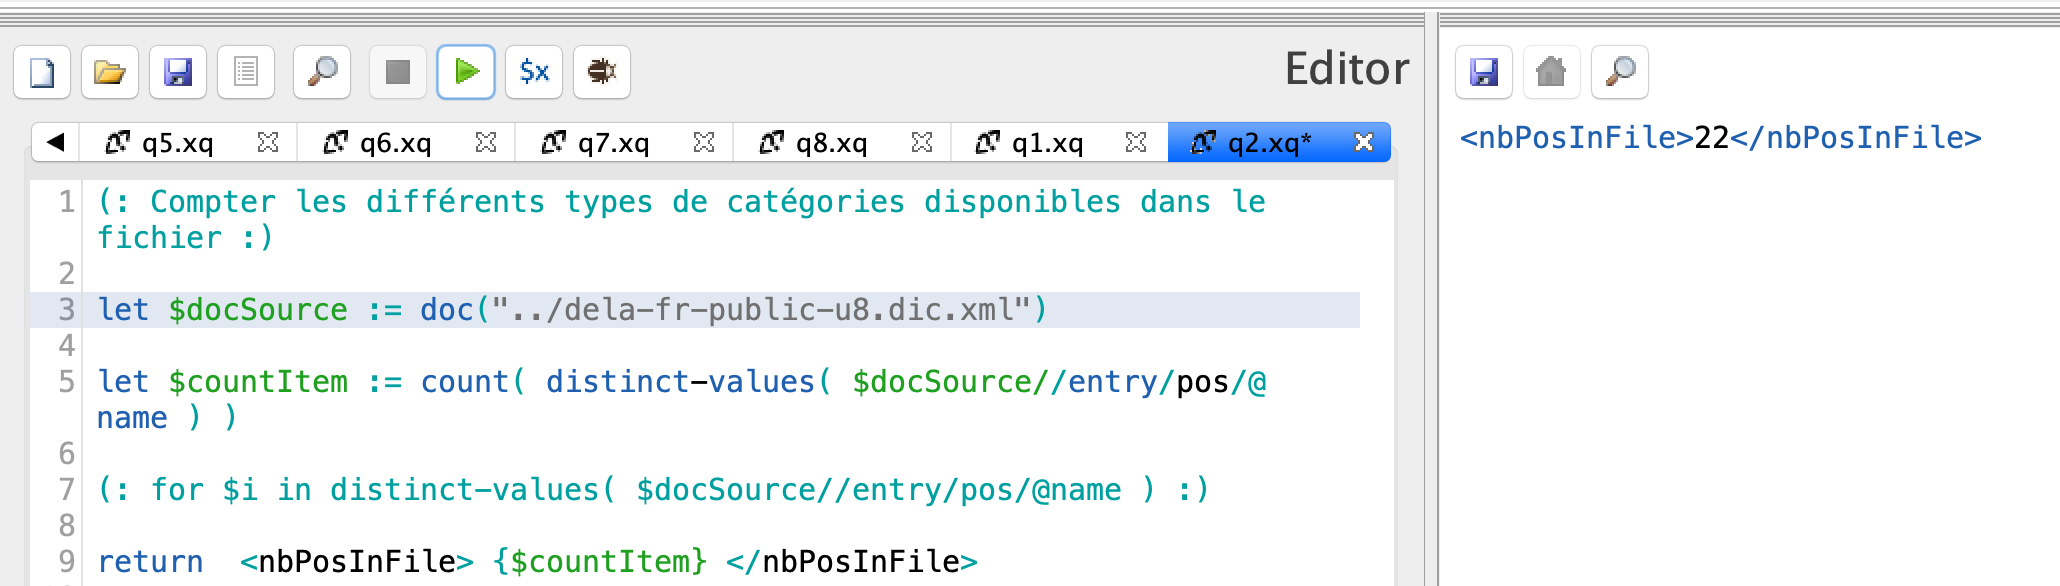 $x
Editor
q5.xq
q6.xq
q7.xq
q8.xq
q1.xq
q2.xq*
1 (: Compter les différents types de catégories disponibles dans le
fichier :)
2
3 let $docSource := doc("../dela-fr-public-u8.dic.xml")
4
5 let $countItem := count( distinct-values( $docSource//entry/pos/@
name ) )
6
7 (: for $i in distinct-values( $docSource//entry/pos/@name ) :)
8
9 return  <nbPosInFile> {$countItem} </nbPosInFile>
<nbPosInFile>22</nbPosInFile>